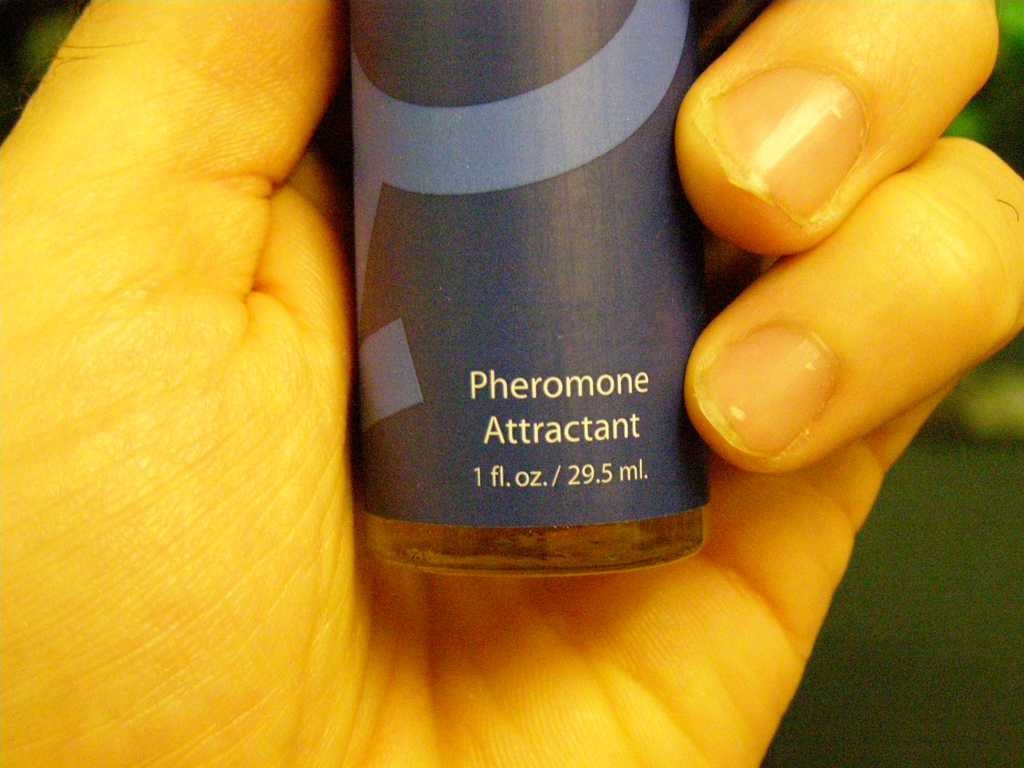 Pheromone
Attractant
1 fl. oz. / 29.5 ml.